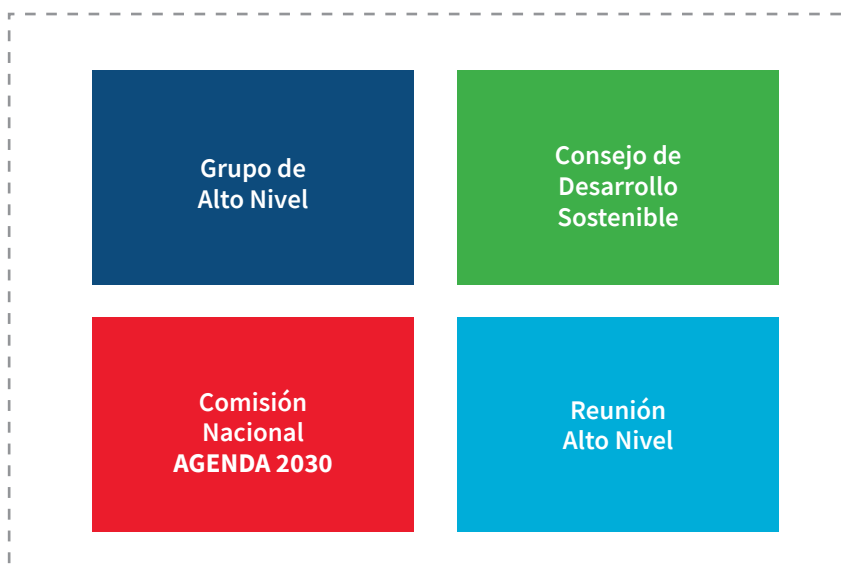 Grupo de
Alto Nivel
Consejo de
Desarrollo
Sostenible
Comisión
Nacional
AGENDA 2030
Reunión
Alto Nivel